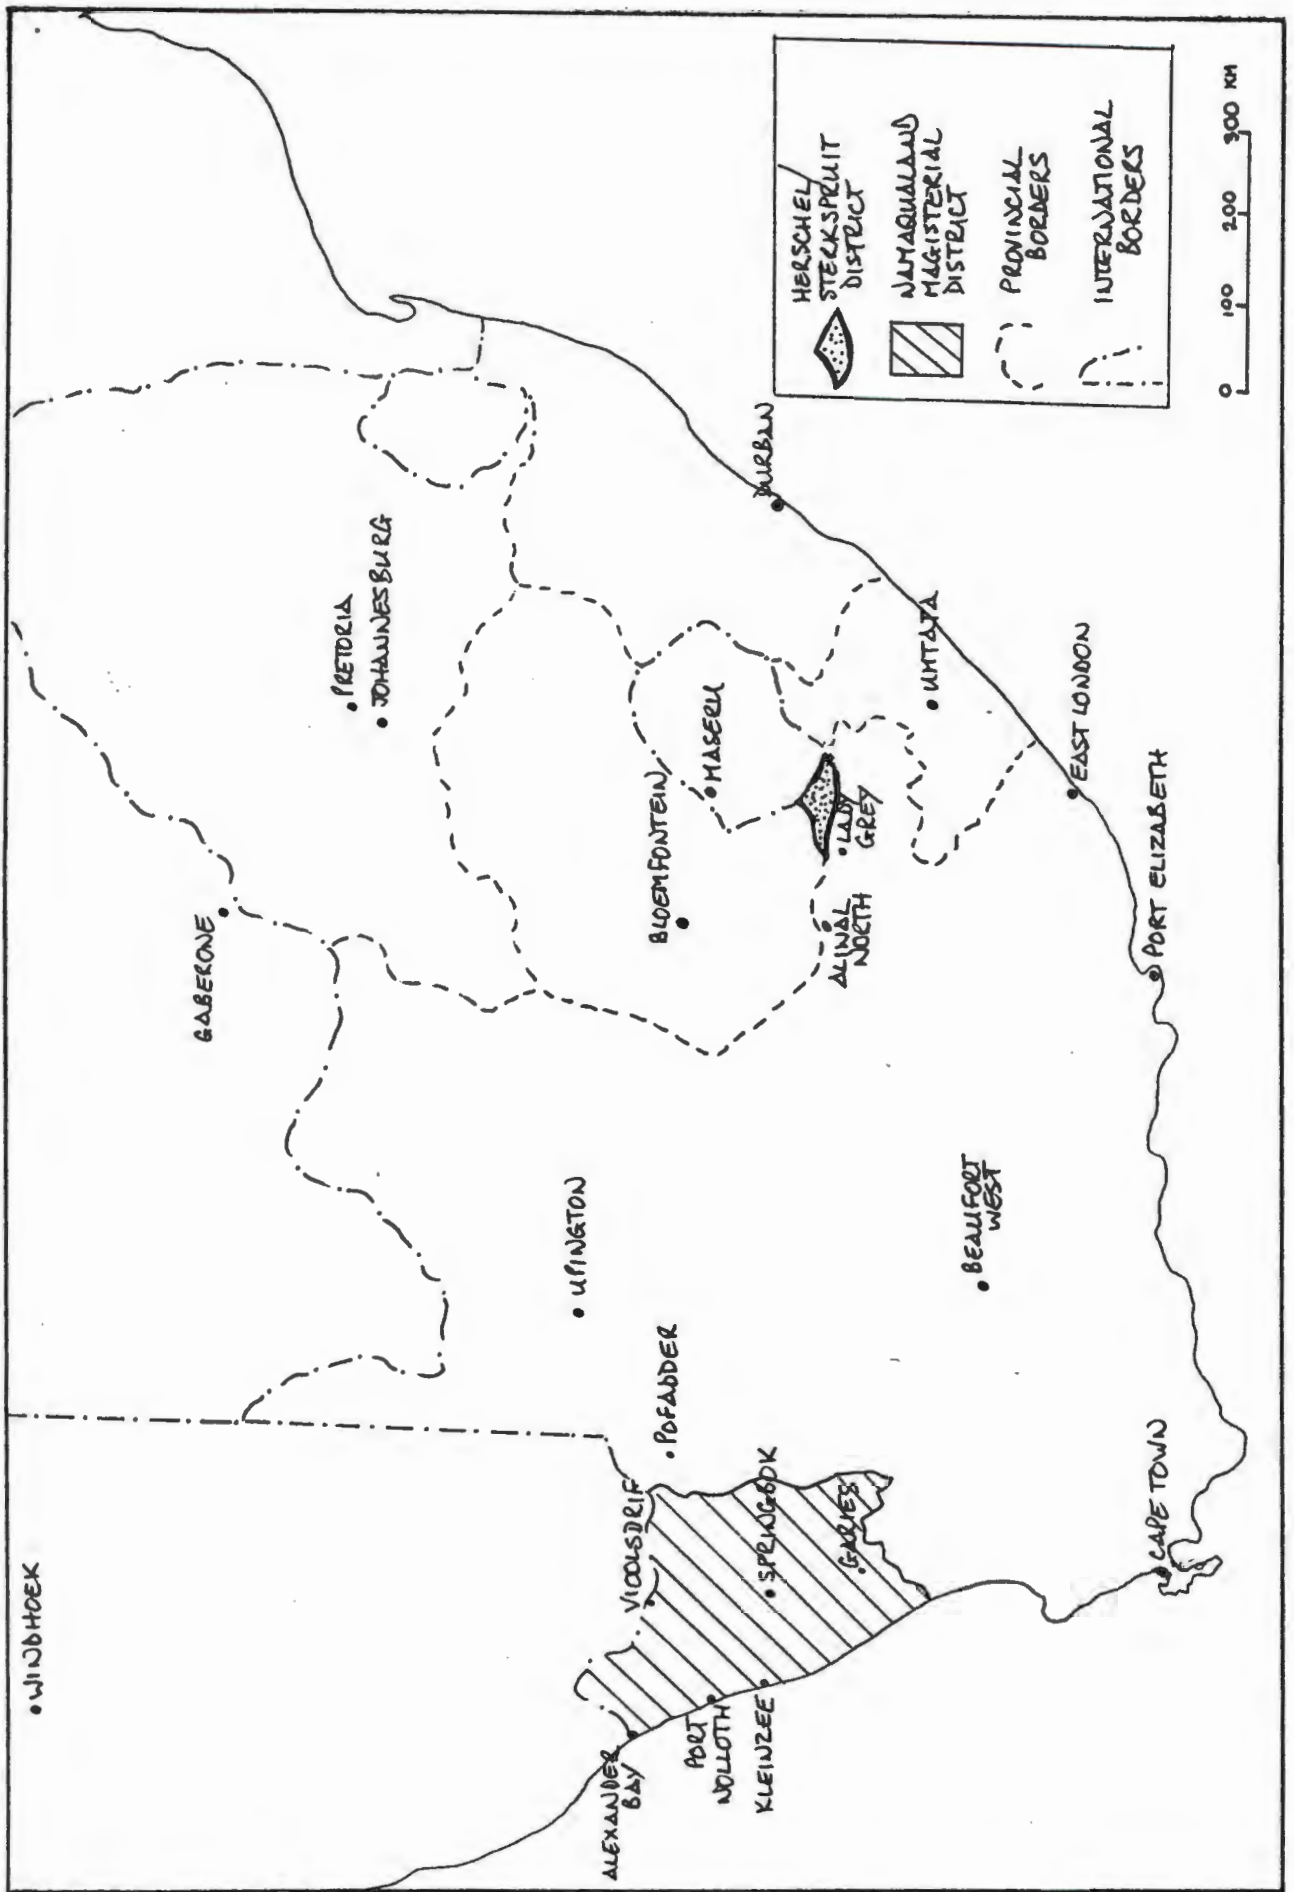 WINDHOEK
GABERONE
PRETORIA
JOHANNESBURG
UPINGTON
POFADDER
VIOOLSDRIF
ALEXANDER
BAY
PORT
NOLLOTH
KLEINZEE
SPRINGBOK
GARIES
BLOEMFONTEIN
MASERU
LADY
GREY
ALINAL
NORTH
DURBAN
UMTATA
EAST LONDON
PORT ELIZABETH
BEAUFORT
WEST
CAPE TOWN
HERSCHEL/
STERKSPRUIT
DISTRICT
NAMAQUALAND
MAGISTERIAL
DISTRICT
PROVINCIAL
BORDERS
INTERNATIONAL
BORDERS
0 100 200 300 KM